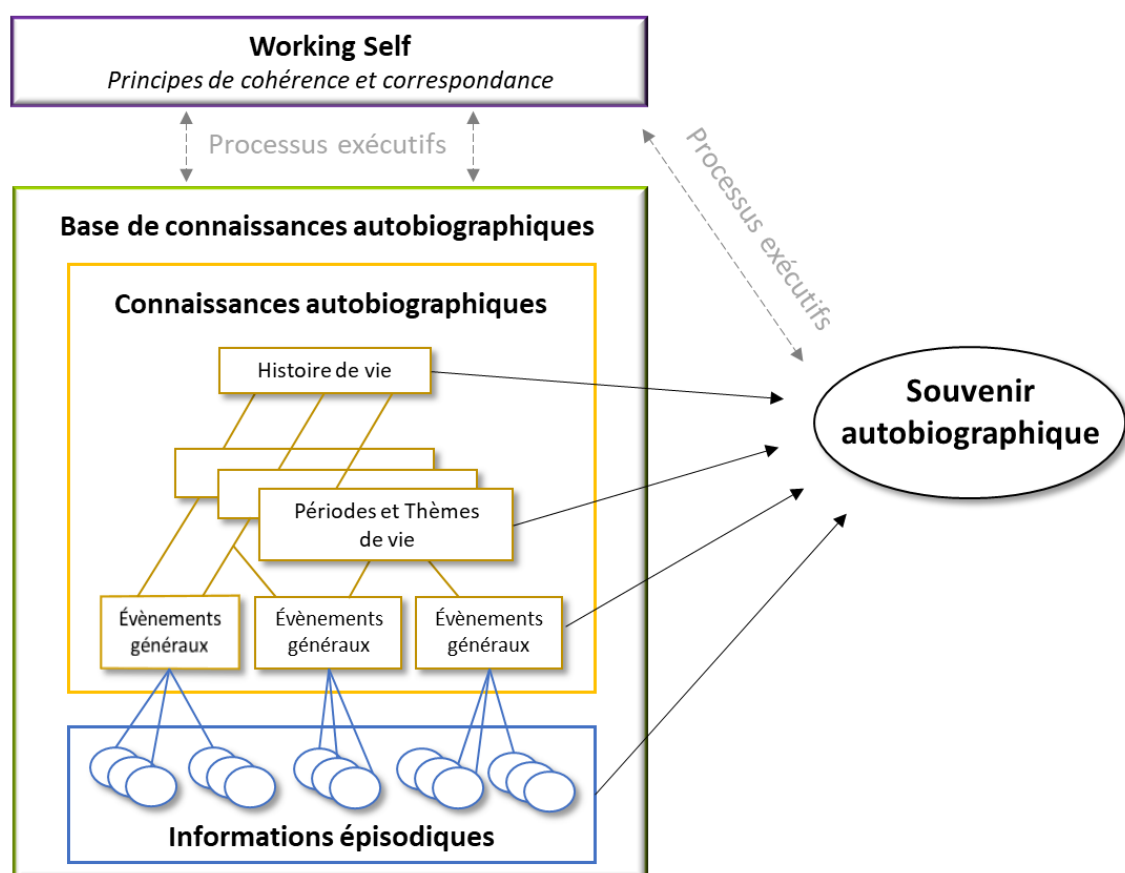 Working Self
Principes de cohérence et correspondance
Processus exécutifs
Processus exécutifs
Base de connaissances autobiographiques
Connaissances autobiographiques
Histoire de vie
Souvenir
autobiographique
Périodes et Thèmes
de vie
Évènements
généraux
Évènements
généraux
Évènements
généraux
Informations épisodiques